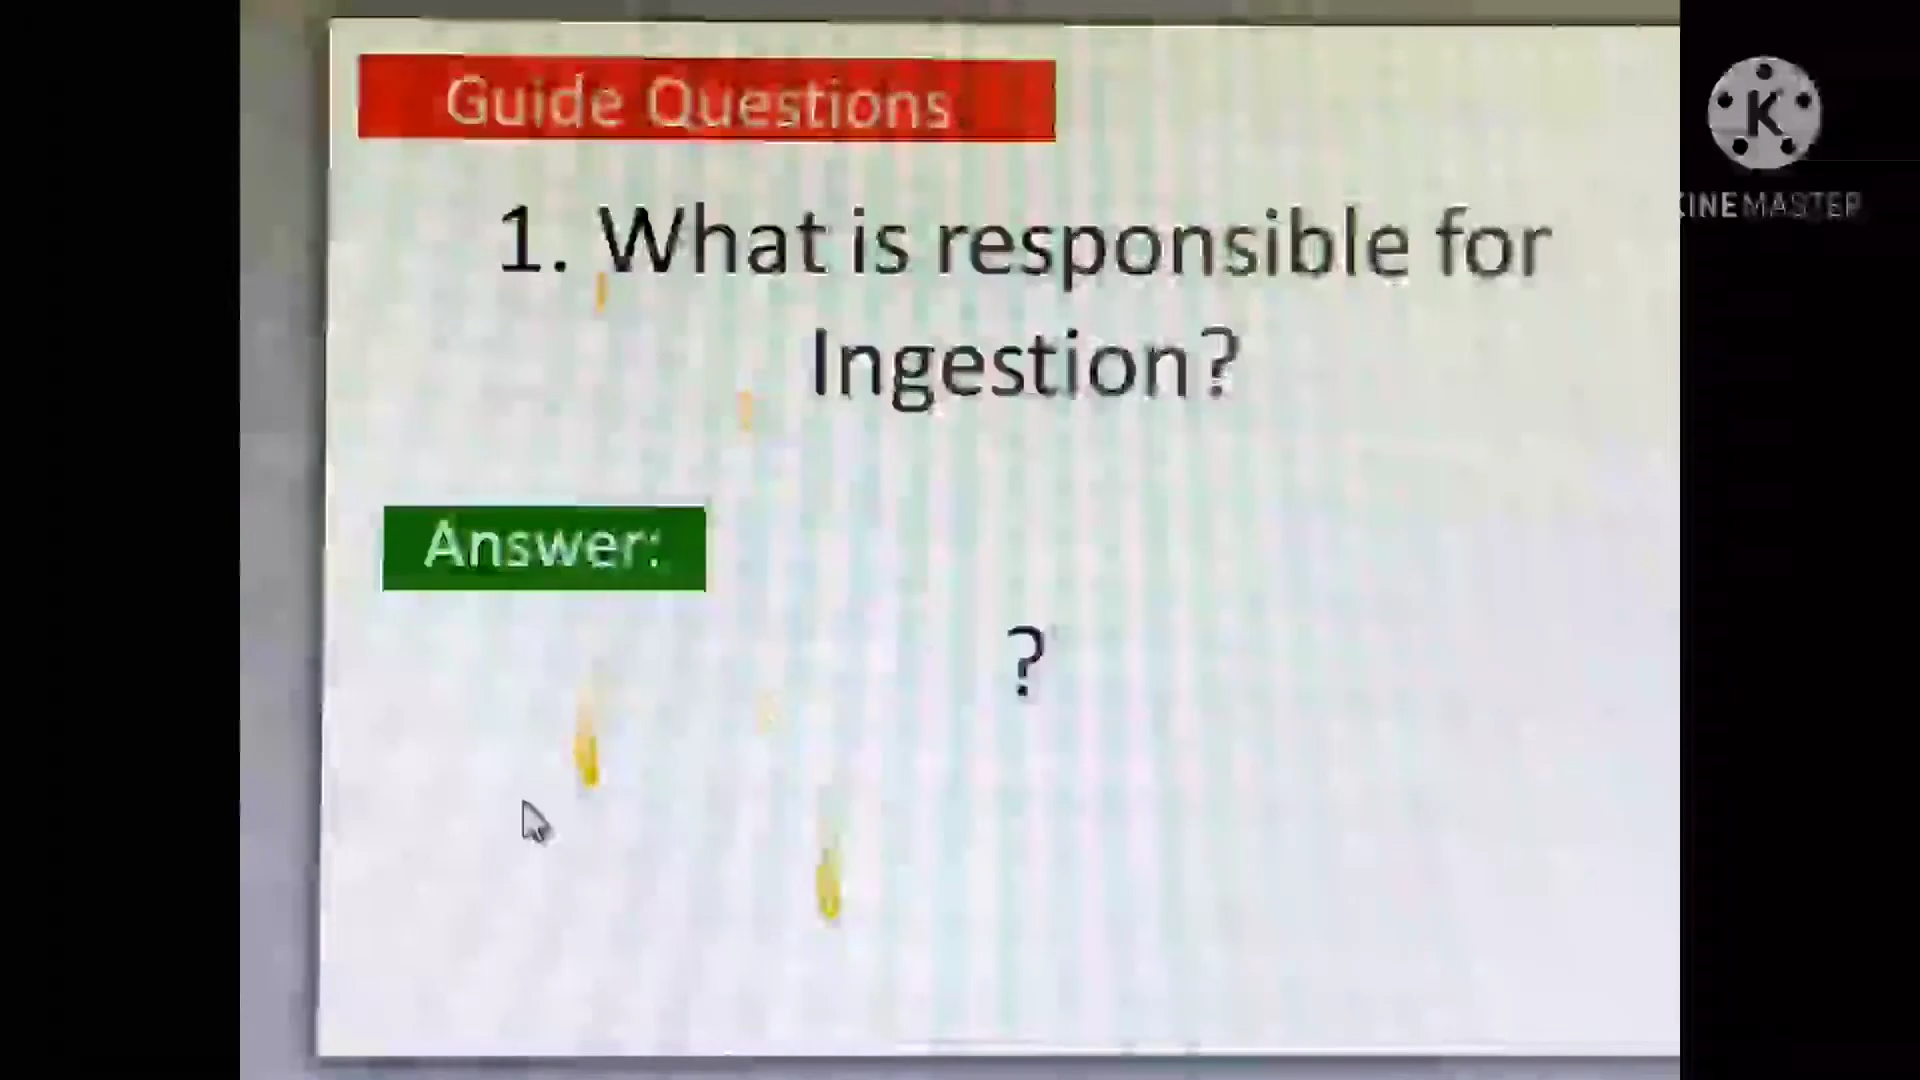 Guide Questions
1. What is responsible for
Ingestion?
Answer:
?
K
KINEMASTER